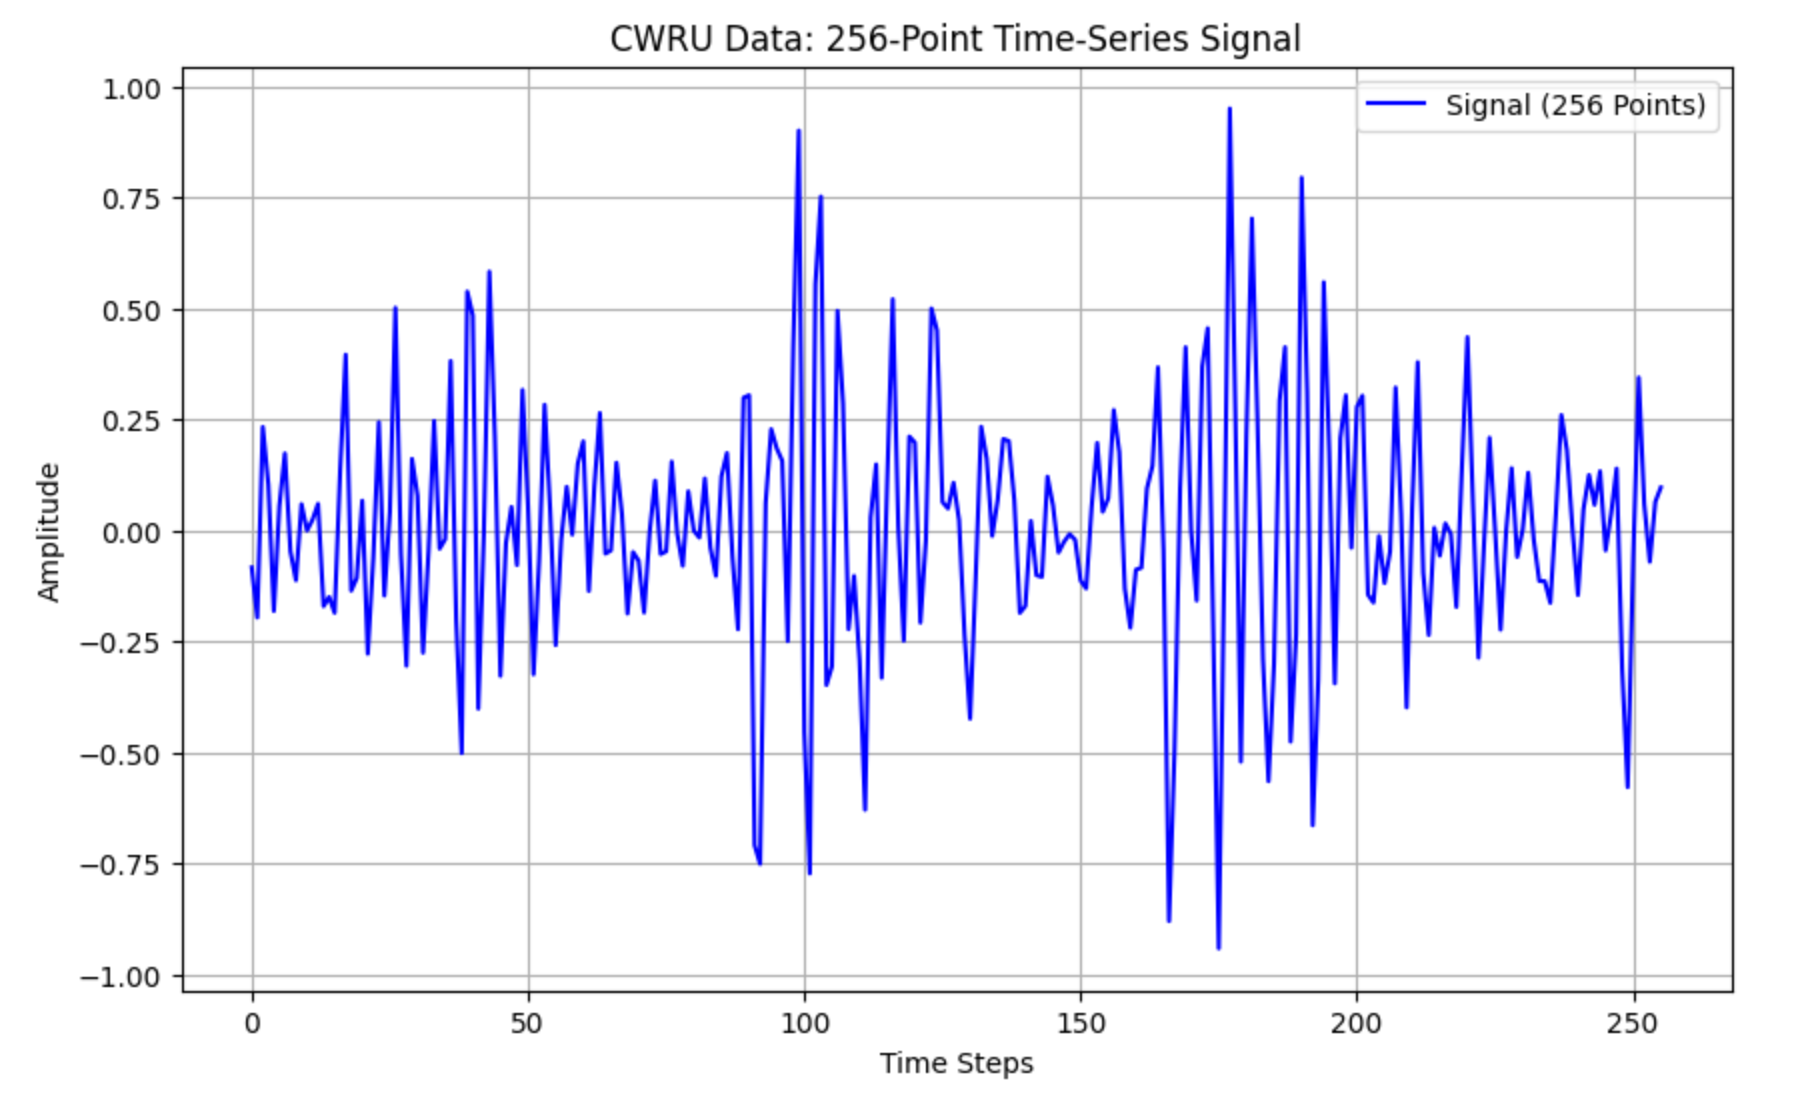 CWRU Data: 256-Point Time-Series Signal
Signal (256 Points)
1.00
0.75
0.50
0.25
0.00
−0.25
−0.50
−0.75
−1.00
Amplitude
0 50 100 150 200 250
Time Steps